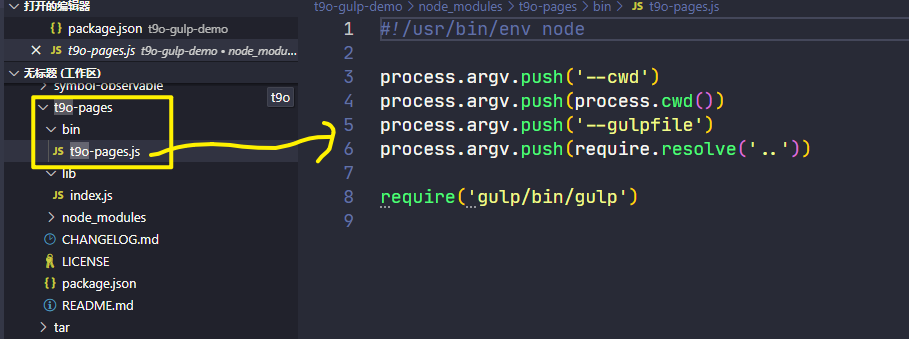 打开的编辑器
package.json t9o-gulp-demo
t9o-pages.js t9o-gulp-demo • node_modu...
无标题 (工作区)
symbol-observable
t9o
t9o-pages
bin
JS t9o-pages.js
lib
JS index.js
node_modules
CHANGELOG.md
LICENSE
{} package.json
README.md
tar
t9o-gulp-demo > node_modules > t9o-pages > bin > JS t9o-pages.js
1 #!/usr/bin/env node
2
3 process.argv.push('--cwd')
4 process.argv.push(process.cwd())
5 process.argv.push('--gulpfile')
6 process.argv.push(require.resolve('..'))
7
8 require('gulp/bin/gulp')
9